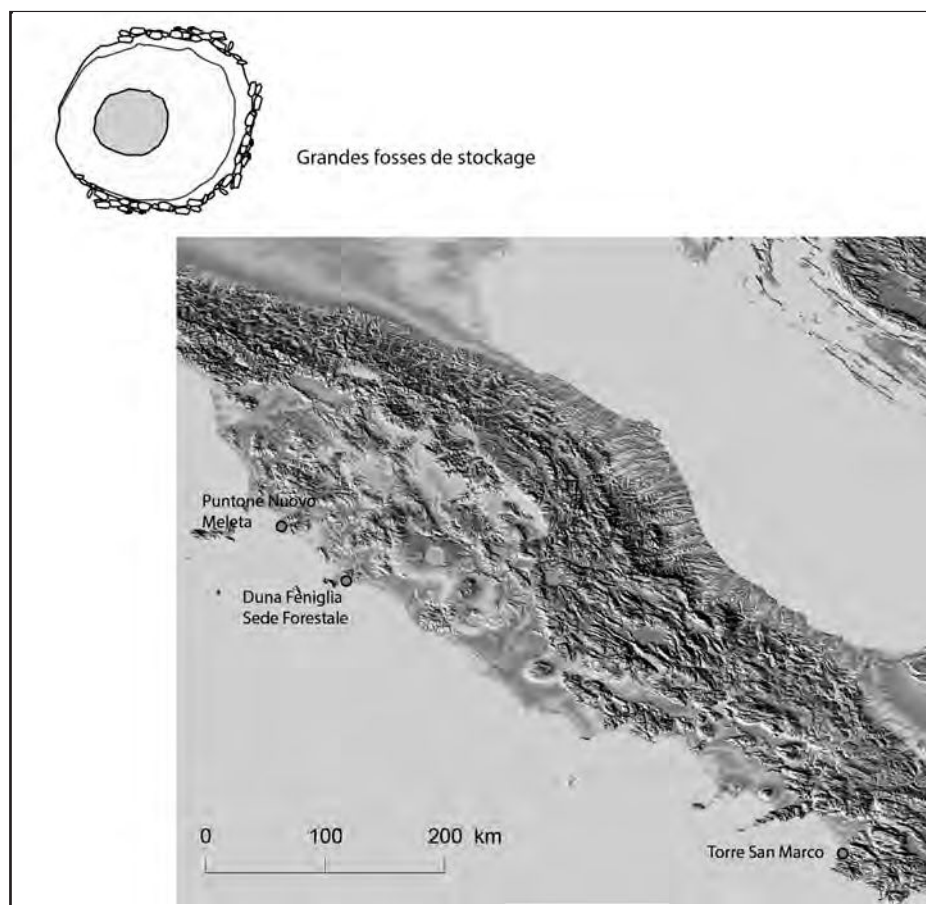 Grandes fosses de stockage
Puntone Nuovo
Meleta
Duna Feniglia
Sede Forestale
0 100 200 km
Torre San Marco